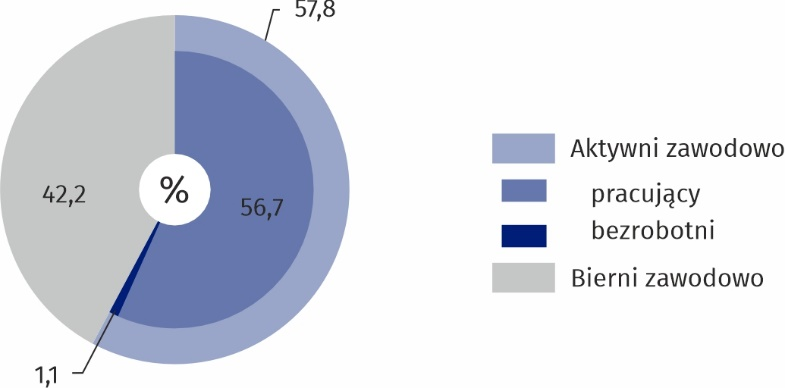 57,8
42,2
%
56,7
1,1
Aktywni zawodowo
pracujący
bezrobotni
Bierni zawodowo